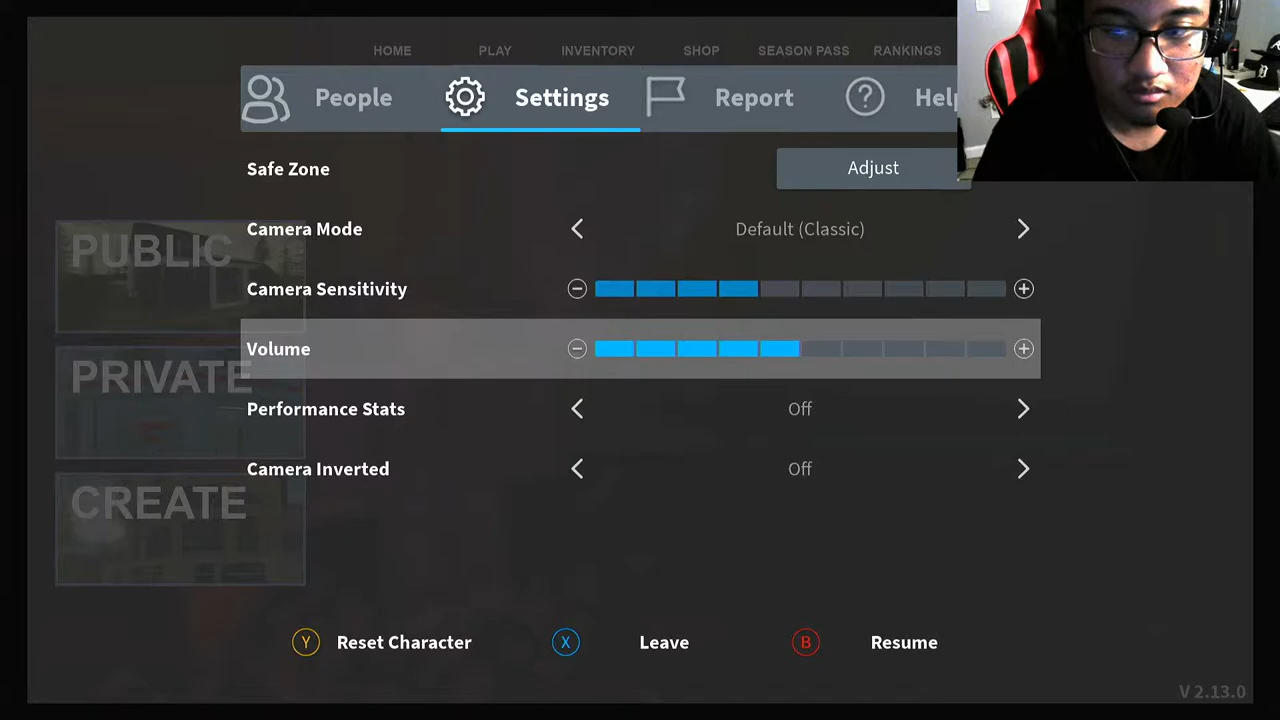 HOME PLAY INVENTORY SHOP SEASON PASS RANKINGS
People Settings Report Help
Safe Zone Adjust
Camera Mode Default (Classic)
Camera Sensitivity
Volume
Performance Stats Off
Camera Inverted Off
PUBLIC
PRIVATE
CREATE
Y Reset Character X Leave B Resume
V 2.13.0